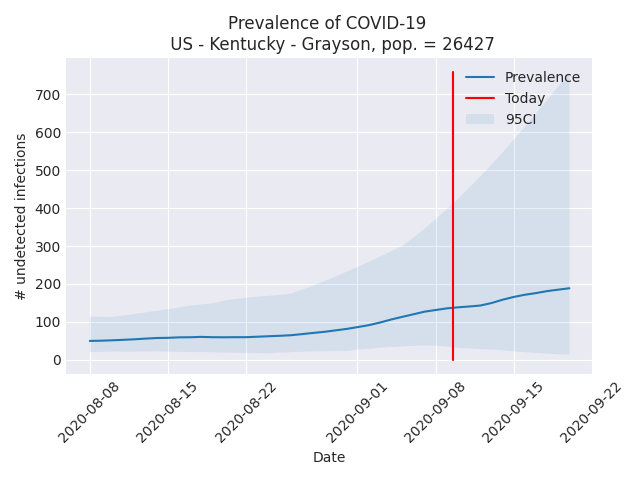 Prevalence of COVID-19
US - Kentucky - Grayson, pop. = 26427
Prevalence
Today
95CI
700
600
500
400
300
200
100
0
# undetected infections
2020-08-08
2020-08-15
2020-08-22
2020-09-01
2020-09-08
2020-09-15
2020-09-22
Date